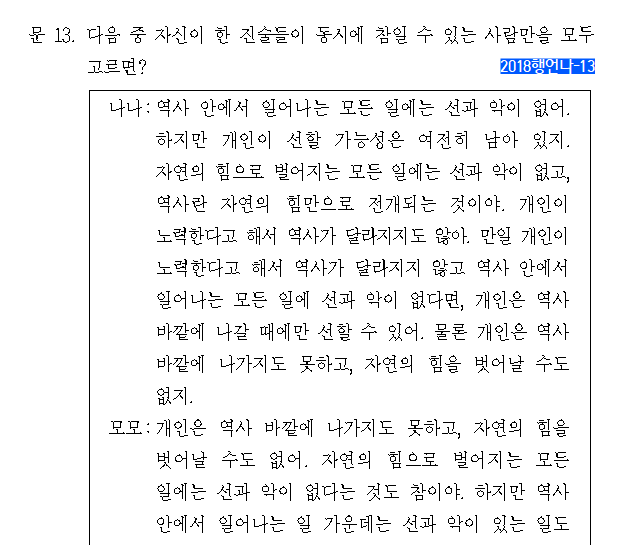 문 13. 다음 중 자신이 한 진술들이 동시에 참일 수 있는 사람만을 모두
고르면?
2018행언나-13
나나: 역사 안에서 일어나는 모든 일에는 선과 악이 없어.
하지만 개인이 선할 가능성은 여전히 남아 있지.
자연의 힘으로 벌어지는 모든 일에는 선과 악이 없고,
역사란 자연의 힘만으로 전개되는 것이야. 개인이
노력한다고 해서 역사가 달라지지도 않아. 만일 개인이
노력한다고 해서 역사가 달라지지 않고 역사 안에서
일어나는 모든 일에 선과 악이 없다면, 개인은 역사
바깥에 나갈 때에만 선할 수 있어. 물론 개인은 역사
바깥에 나가지도 못하고, 자연의 힘을 벗어날 수도
없지.
모모: 개인은 역사 바깥에 나가지도 못하고, 자연의 힘을
벗어날 수도 없어. 자연의 힘으로 벌어지는 모든
일에는 선과 악이 없다는 것도 참이야. 하지만 역사
안에서 일어나는 일 가운데는 선과 악이 있는 일도